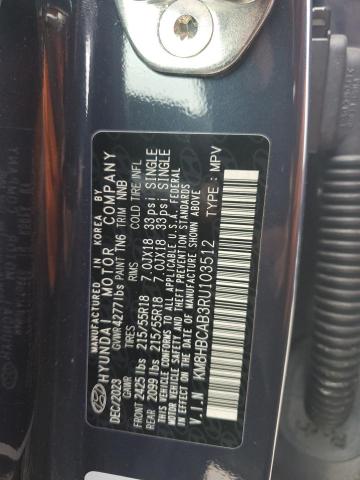 MANUFACTURED IN KOREA BY
HYUNDAI MOTOR COMPANY
DEC/2023 GVWR 4277lbs PAINT TN6 TRIM NNB
GAWR TIRES RIMS COLD TIRE INFL
FRONT 2425 lbs 215/55R18 7.0JX18 33psi SINGLE
REAR 2099 lbs 215/55R18 7.0JX18 33psi SINGLE
THIS VEHICLE CONFORMS TO ALL APPLICABLE U.S.A. FEDERAL
MOTOR VEHICLE SAFETY, BUMPER, AND
THEFT PREVENTION STANDARDS IN EFFECT
ON THE DATE OF MANUFACTURE
SHOWN ABOVE
V.I.N KM8HBCAB3RU103512 TYPE : MPV